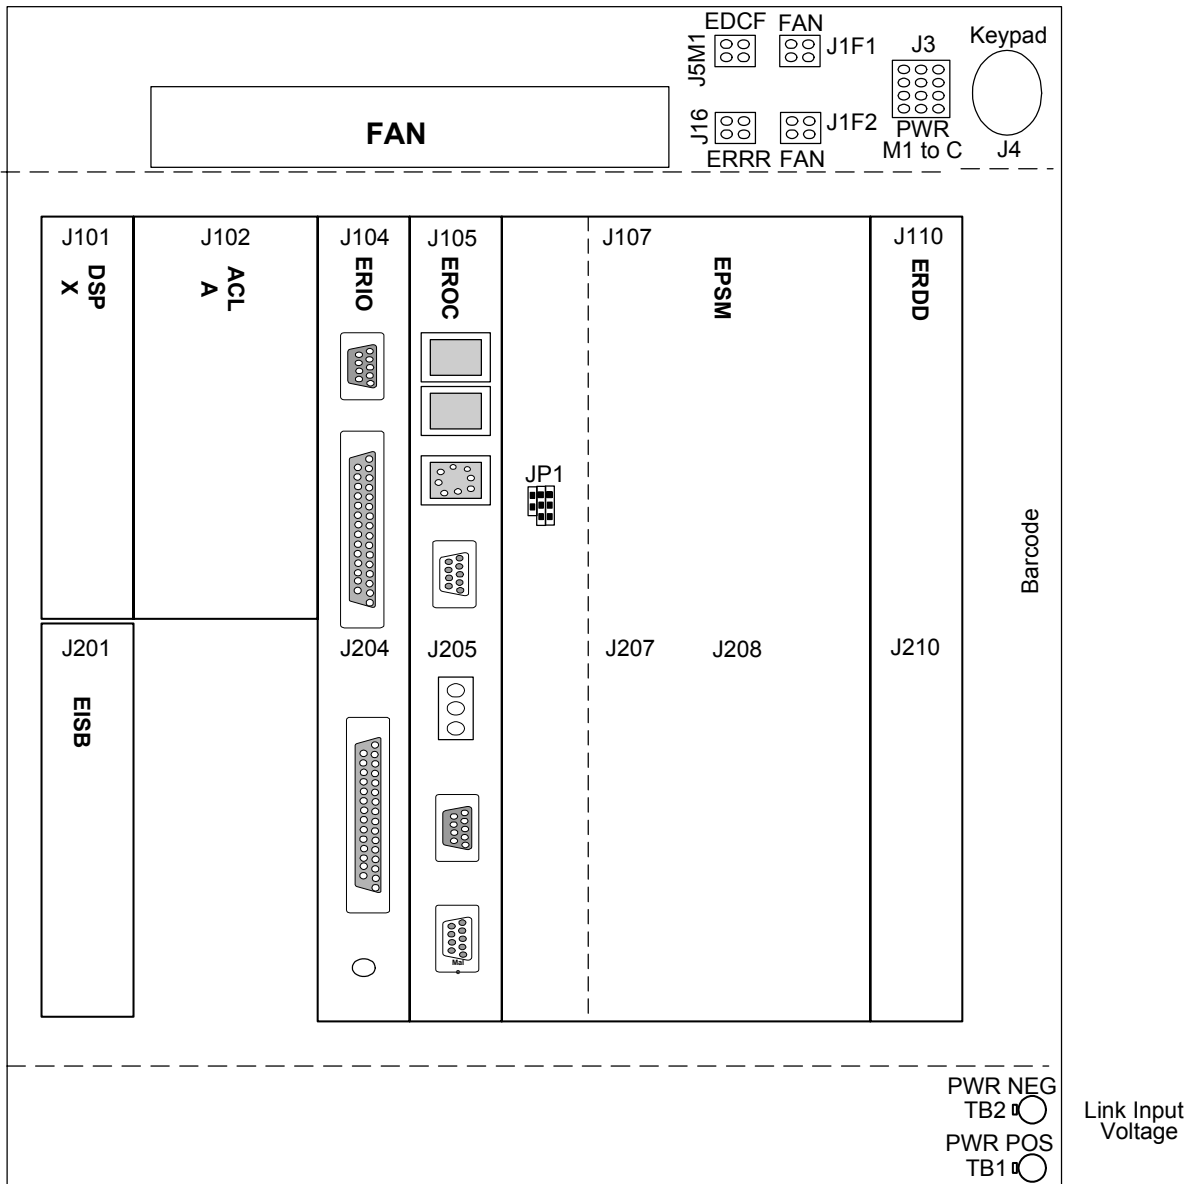 EDCF FAN
J5M1
J1F1
J3
Keypad
FAN
J16
J1F2
PWR
M1 to C
J4
ERRR FAN
J101
DSP
X
J102
ACL
A
J104
ERIO
J105
EROC
J107
EPSM
J110
ERDD
JP1
Barcode
J201
EISB
J204
J205
J207
J208
J210
Mal
PWR NEG
TB2
Link Input
Voltage
PWR POS
TB1